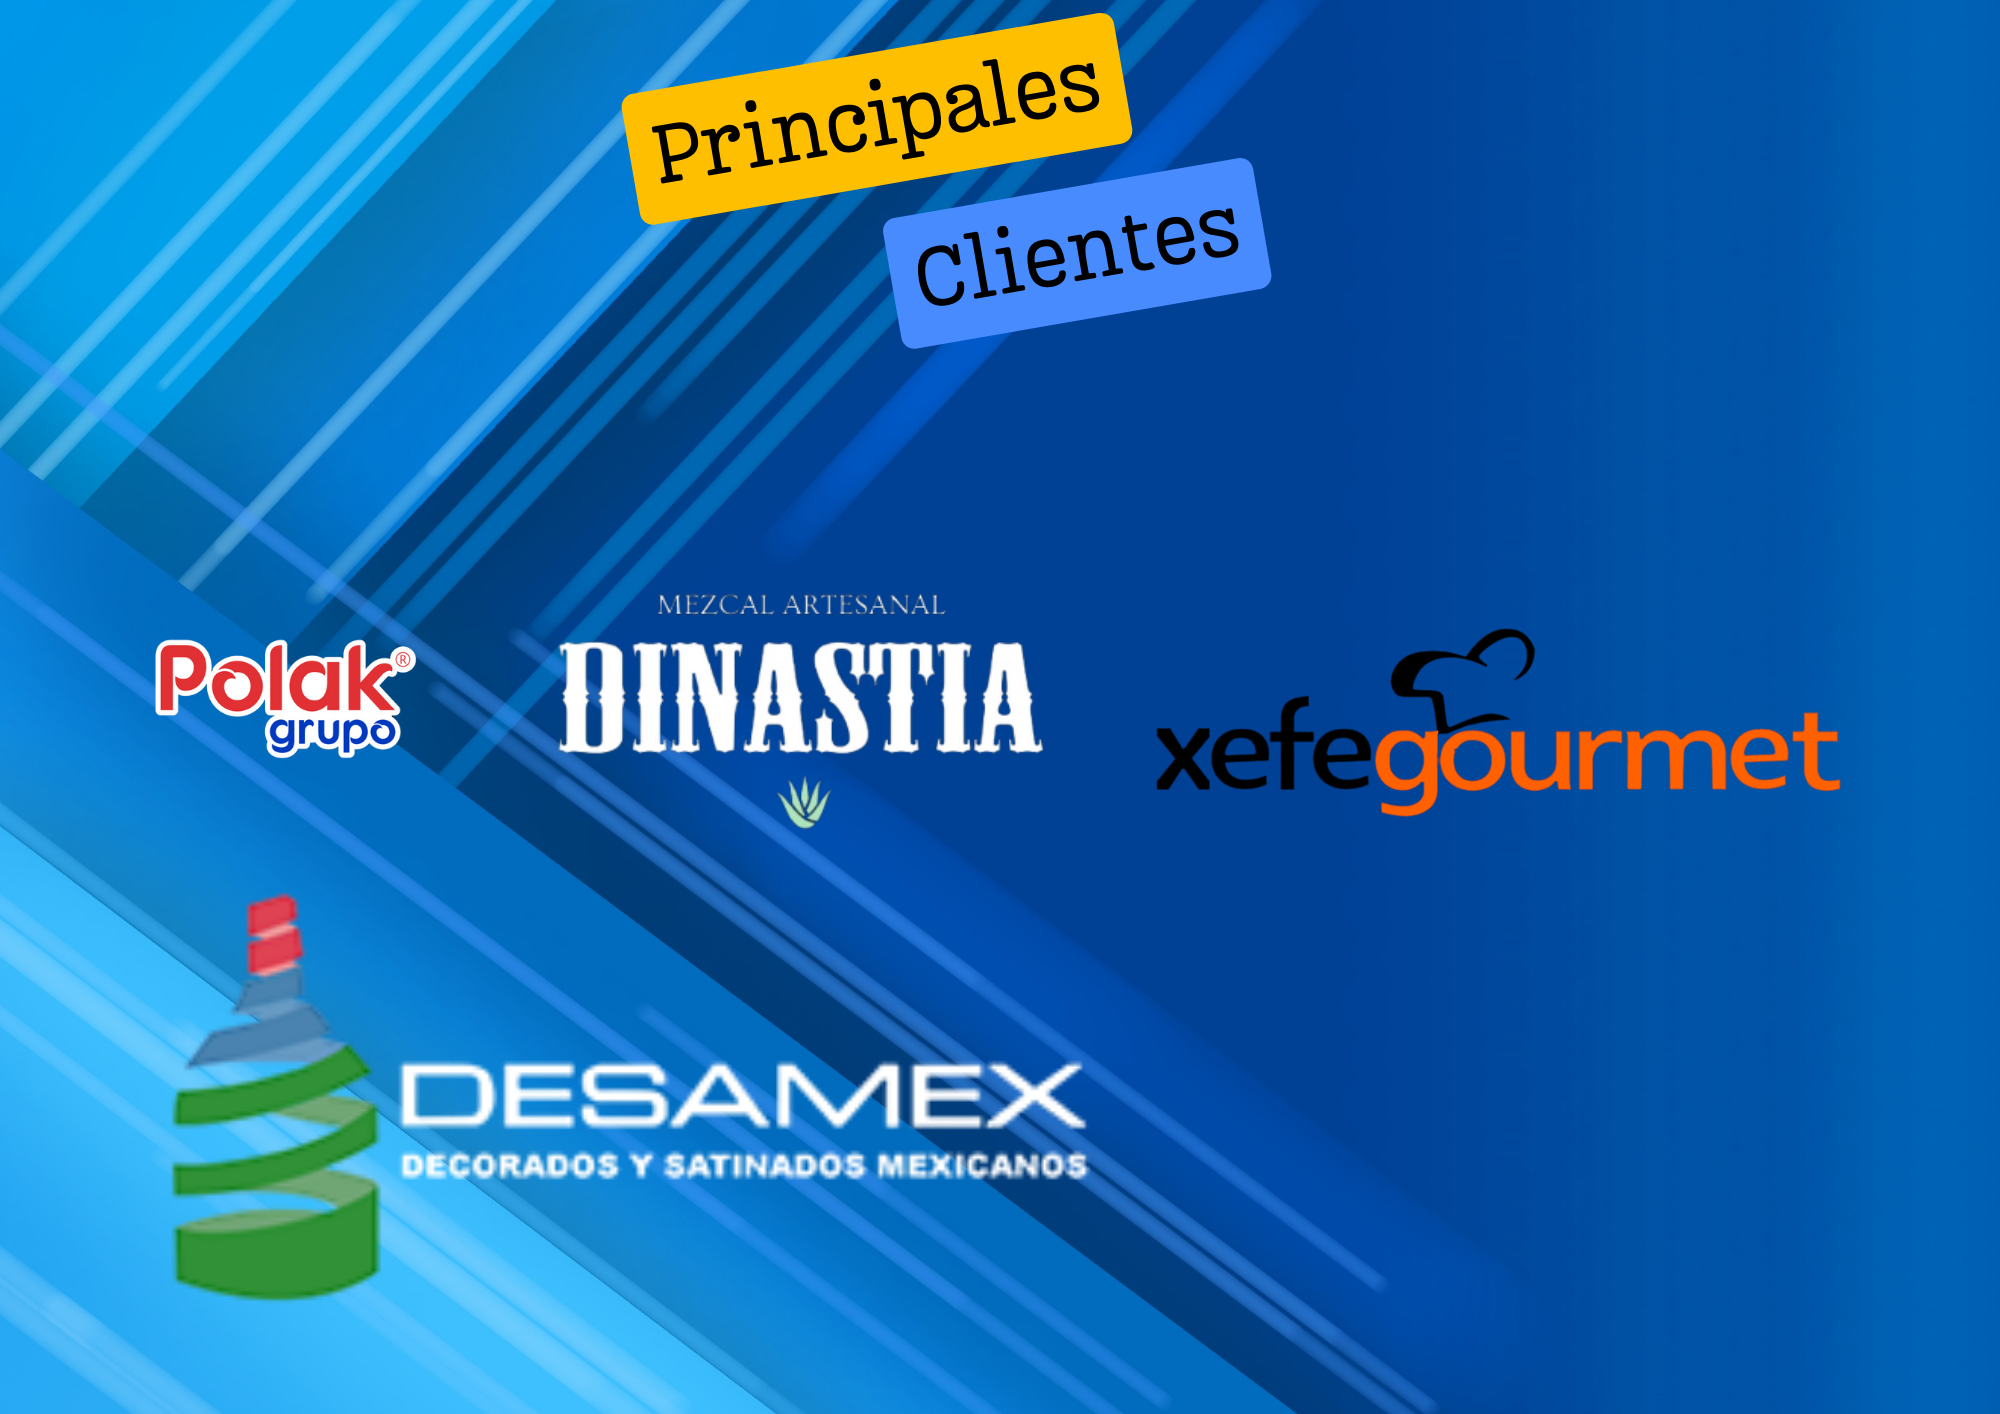 Principales
Clientes
Polak®
grupo
MEZCAL ARTESANAL
DINASTIA
xefegourmet
DESAMEX
DECORADOS Y SATINADOS MEXICANOS